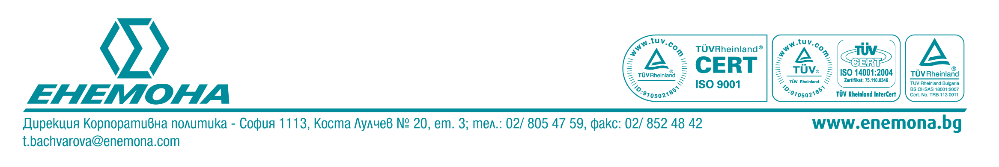 ЕНЕМОНА
www.tuv.com
TÜVRheinland®
ID:9105021851
TÜVRheinland®
CERT
ISO 9001
www.tuv.com
TÜV®
TÜV Rheinland
ID:9105021851
TÜV
CERT
ISO 14001:2004
Zertifikat: 75.110.0346
TÜV Rheinland InterCert
®
TÜVRheinland
TUV Rheinland Bulgaria
BS OHSAS 18001:2007
Cert. No. TRB 113 0011
Дирекция Корпоративна политика - София 1113, Коста Лулчев № 20, ет. 3; тел.: 02/ 805 47 59, факс: 02/ 852 48 42
www.enemona.bg
t.bachvarova@enemona.com